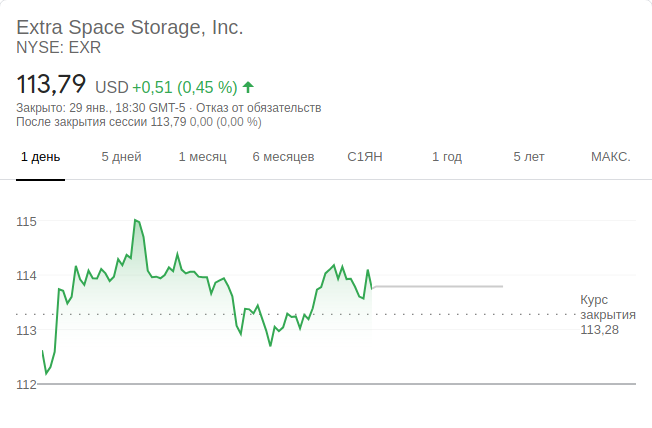 Extra Space Storage, Inc.
NYSE: EXR
113,79 USD +0,51 (0,45 %)
Закрыто: 29 янв., 18:30 GMT-5 · Отказ от обязательств
После закрытия сессии 113,79 0,00 (0,00 %)
1 день 5 дней 1 месяц 6 месяцев С1ЯН 1 год 5 лет МАКС.
115
114
113
112
Курс
закрытия
113,28